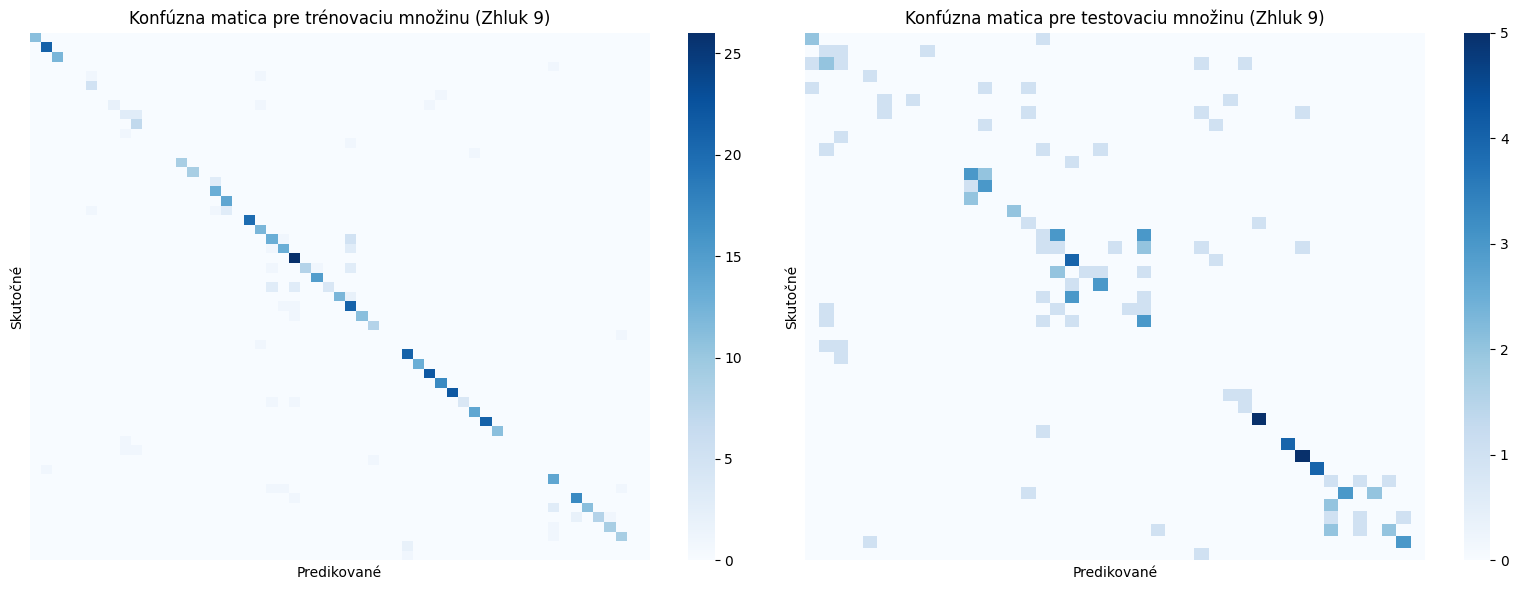 Konfúzna matica pre trénovaciu množinu (Zhluk 9)
Skutočné
Predikované
25
20
15
10
5
0
Konfúzna matica pre testovaciu množinu (Zhluk 9)
Skutočné
Predikované
5
4
3
2
1
0